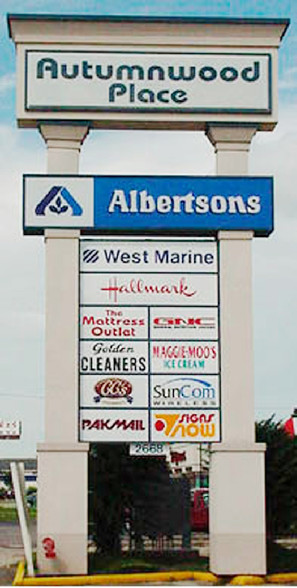 Autumnwood
Place
Albertsons
West Marine
Hallmark
The
Mattress
Outlet
GNC
Golden
CLEANERS
MAGGIE·MOO'S
ICE CREAM
CC's
SunCom
WIRELESS
PAKMAIL
SIGNS
NOW
2668